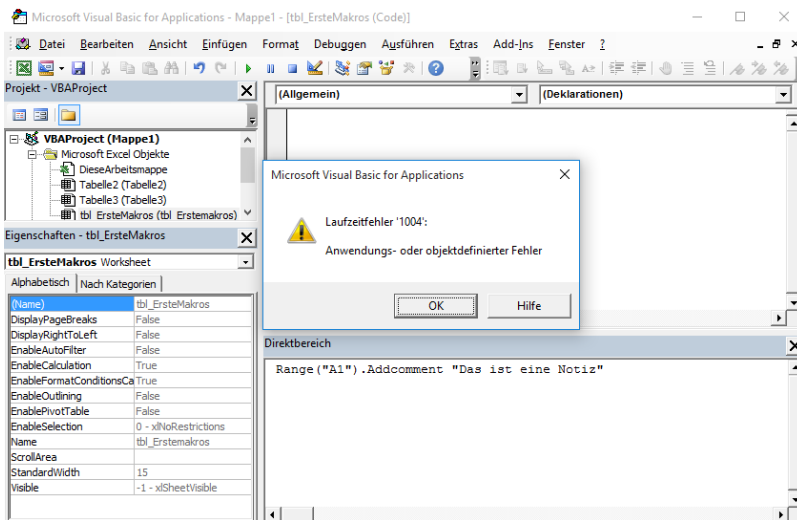 Microsoft Visual Basic for Applications - Mappe1 - [tbl_ErsteMakros (Code)]
Datei Bearbeiten Ansicht Einfügen Format Debuggen Ausführen Extras Add-Ins Fenster ?
Projekt - VBAProject
VBAProject (Mappe1)
Microsoft Excel Objekte
DieseArbeitsmappe
Tabelle2 (Tabelle2)
Tabelle3 (Tabelle3)
tbl_ErsteMakros (tbl_Erstemakros)
Eigenschaften - tbl_ErsteMakros
tbl_ErsteMakros Worksheet
Alphabetisch Nach Kategorien
(Name) tbl_ErsteMakros
DisplayPageBreaks False
DisplayRightToLeft False
EnableAutoFilter False
EnableCalculation True
EnableFormatConditionsCa True
EnableOutlining False
EnablePivotTable False
EnableSelection 0 - xlNoRestrictions
Name tbl_Erstemakros
ScrollArea
StandardWidth 15
Visible -1 - xlSheetVisible
(Allgemein) (Deklarationen)
Microsoft Visual Basic for Applications
Laufzeitfehler '1004':
Anwendungs- oder objektdefinierter Fehler
OK Hilfe
Direktbereich
Range("A1").Addcomment "Das ist eine Notiz"